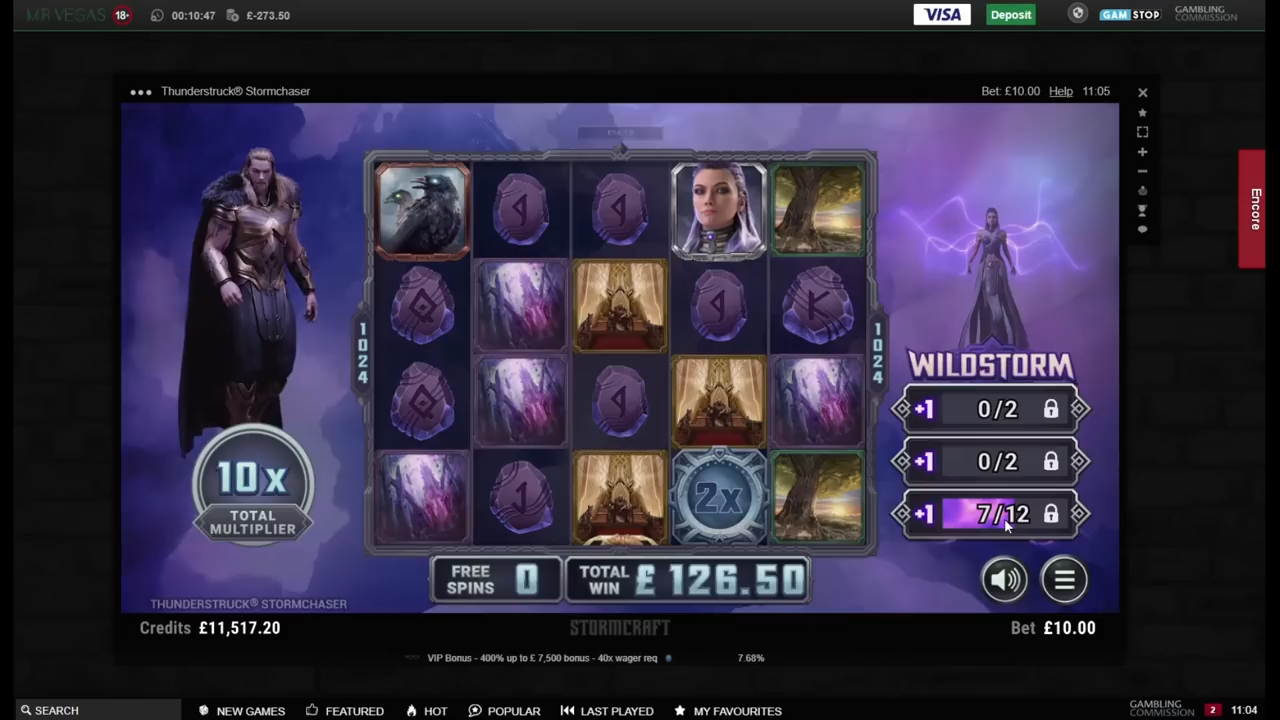 MR VEGAS 18+ 00:10:47 £-273.50 VISA Deposit GAMSTOP GAMBLING COMMISSION
Thunderstruck® Stormchaser Bet: £10.00 Help 11:05
Encore
1024
1024
2x
10x
TOTAL
MULTIPLIER
WILDSTORM
+1 0/2
+1 0/2
+1 7/12
FREE SPINS 0 TOTAL WIN £ 126.50
THUNDERSTRUCK® STORMCHASER
Credits £11,517.20 STORMCRAFT Bet £10.00
VIP Bonus - 400% up to £ 7,500 bonus - 40x wager req 7.68%
SEARCH NEW GAMES FEATURED HOT POPULAR LAST PLAYED MY FAVOURITES GAMBLING COMMISSION 2 11:04